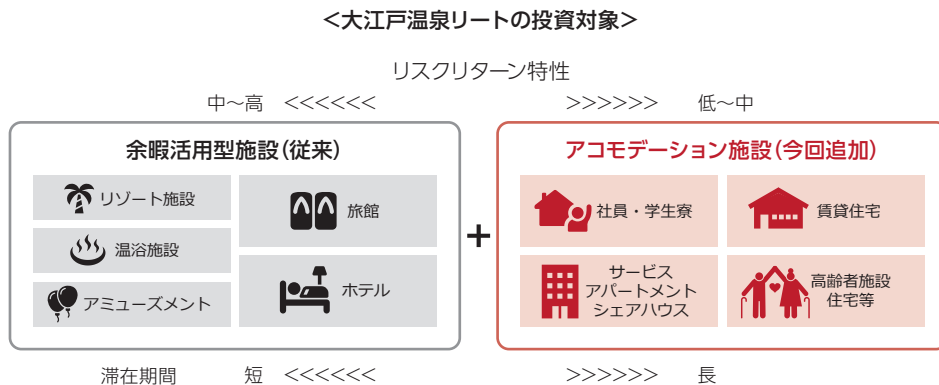 <大江戸温泉リートの投資対象>
リスクリターン特性
中～高 <<<<<< >>>>>> 低～中
余暇活用型施設(従来)
リゾート施設
旅館
温浴施設
アミューズメント
ホテル
+
アコモデーション施設(今回追加)
社員・学生寮
賃貸住宅
サービス
アパートメント
シェアハウス
高齢者施設
住宅等
滞在期間 短 <<<<<< >>>>>> 長